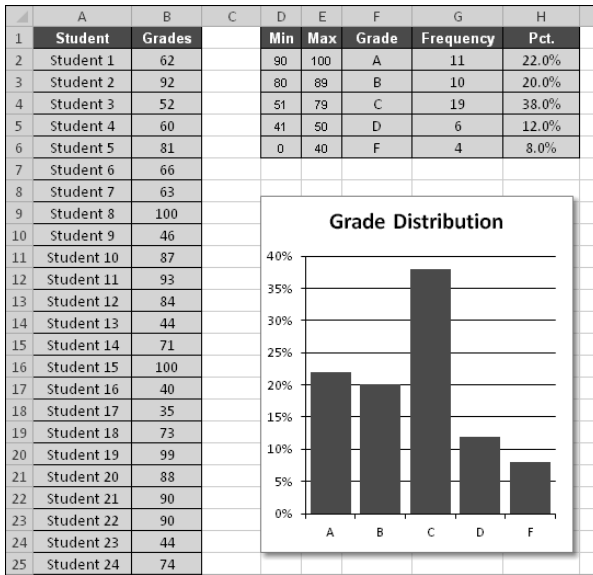 A B C D E F G H
1 Student Grades Min Max Grade Frequency Pct.
2 Student 1 62 90 100 A 11 22.0%
3 Student 2 92 80 89 B 10 20.0%
4 Student 3 52 51 79 C 19 38.0%
5 Student 4 60 41 50 D 6 12.0%
6 Student 5 81 0 40 F 4 8.0%
7 Student 6 66
8 Student 7 63
9 Student 8 100
10 Student 9 46
11 Student 10 87
12 Student 11 93
13 Student 12 84
14 Student 13 44
15 Student 14 71
16 Student 15 100
17 Student 16 40
18 Student 17 35
19 Student 18 73
20 Student 19 99
21 Student 20 88
22 Student 21 90
23 Student 22 90
24 Student 23 44
25 Student 24 74
Grade Distribution
40%
35%
30%
25%
20%
15%
10%
5%
0%
A B C D F